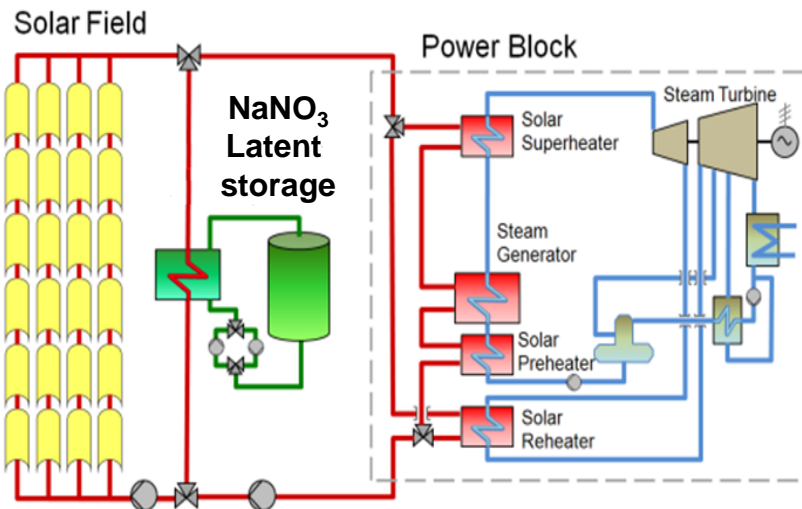 Solar Field
Power Block
NaNO₃
Latent
storage
Steam Turbine
Solar
Superheater
Steam
Generator
Solar
Preheater
Solar
Reheater